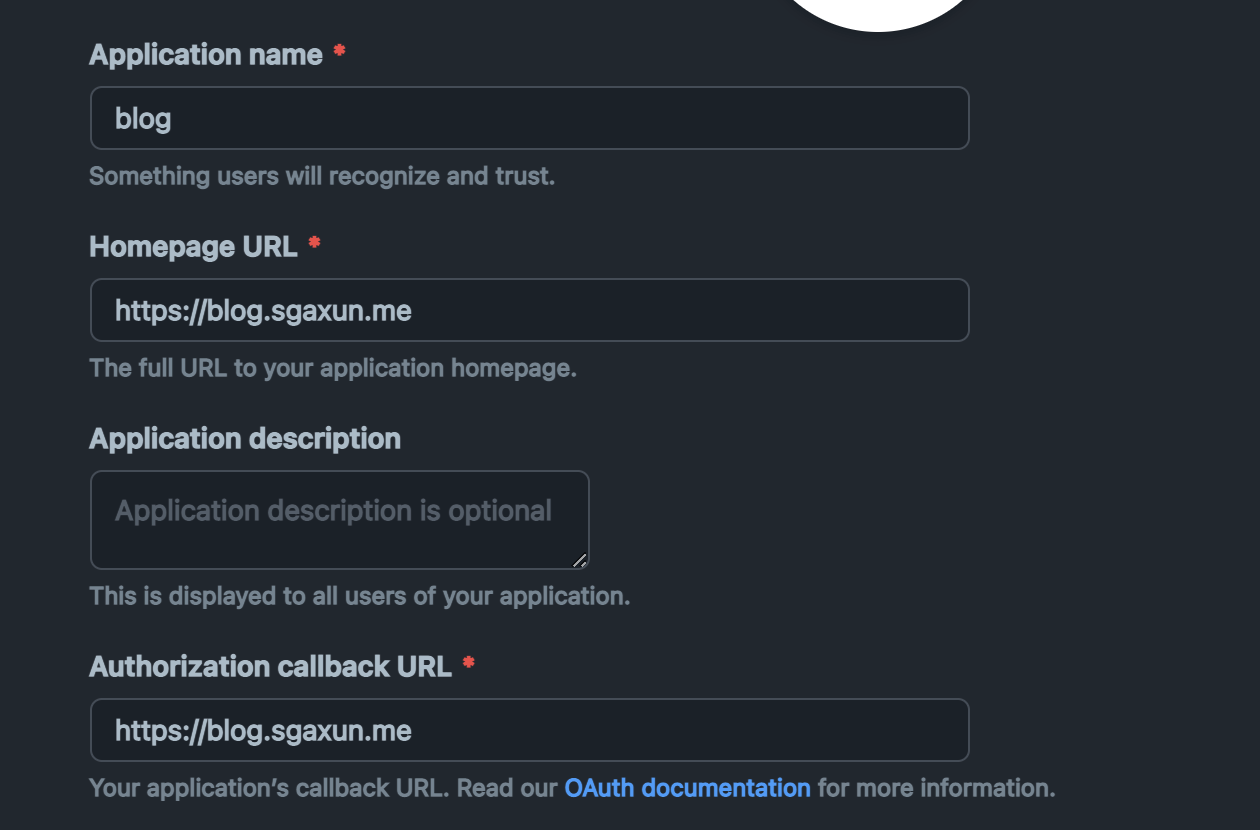 Application name *
blog
Something users will recognize and trust.
Homepage URL *
https://blog.sgaxun.me
The full URL to your application homepage.
Application description
Application description is optional
This is displayed to all users of your application.
Authorization callback URL *
https://blog.sgaxun.me
Your application’s callback URL. Read our OAuth documentation for more information.